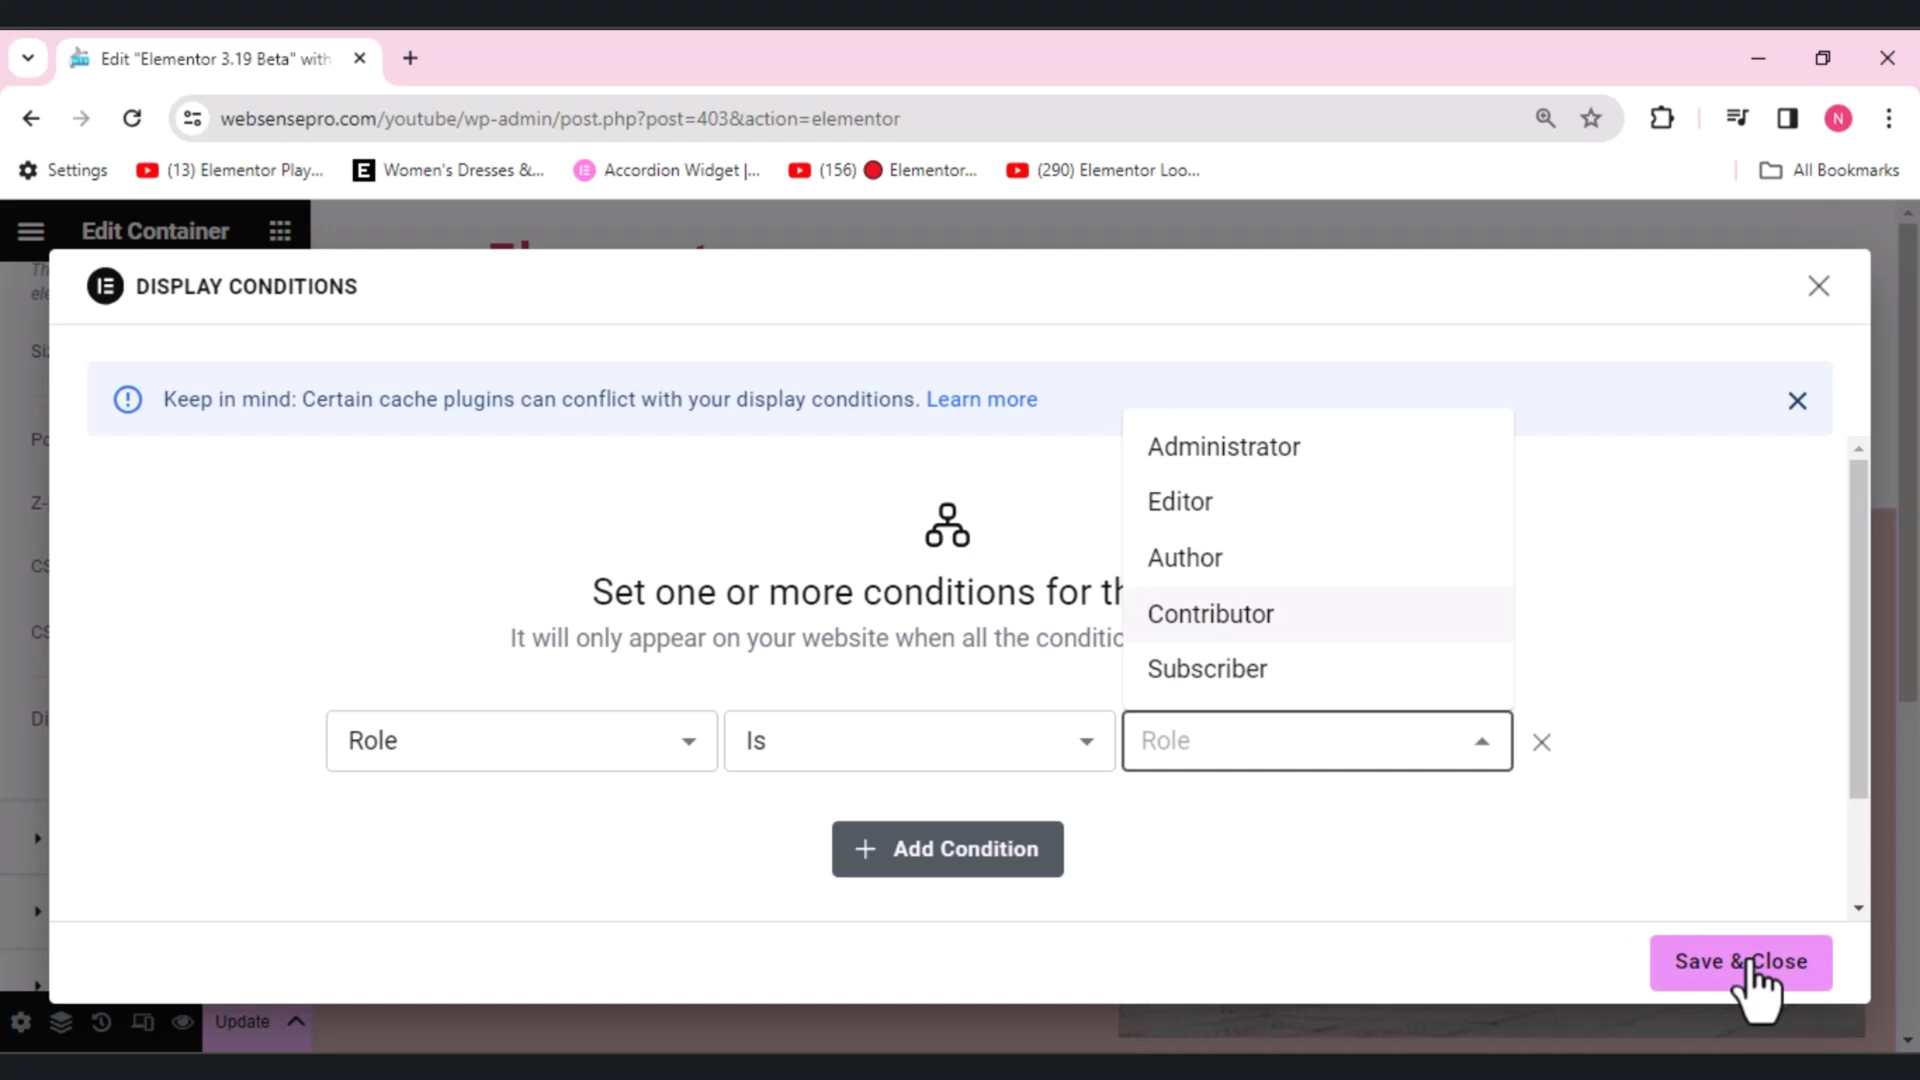 Edit "Elementor 3.19 Beta" with
websensepro.com/youtube/wp-admin/post.php?post=403&action=elementor
N
Settings
(13) Elementor Play...
E
Women's Dresses &...
Accordion Widget |...
(156)
Elementor...
(290) Elementor Loo...
All Bookmarks
Edit Container
DISPLAY CONDITIONS
Keep in mind: Certain cache plugins can conflict with your display conditions. Learn more
Administrator
Editor
Author
Contributor
Subscriber
Set one or more conditions for th
It will only appear on your website when all the conditio
Role
Is
Role
+ Add Condition
Save & Close
Update